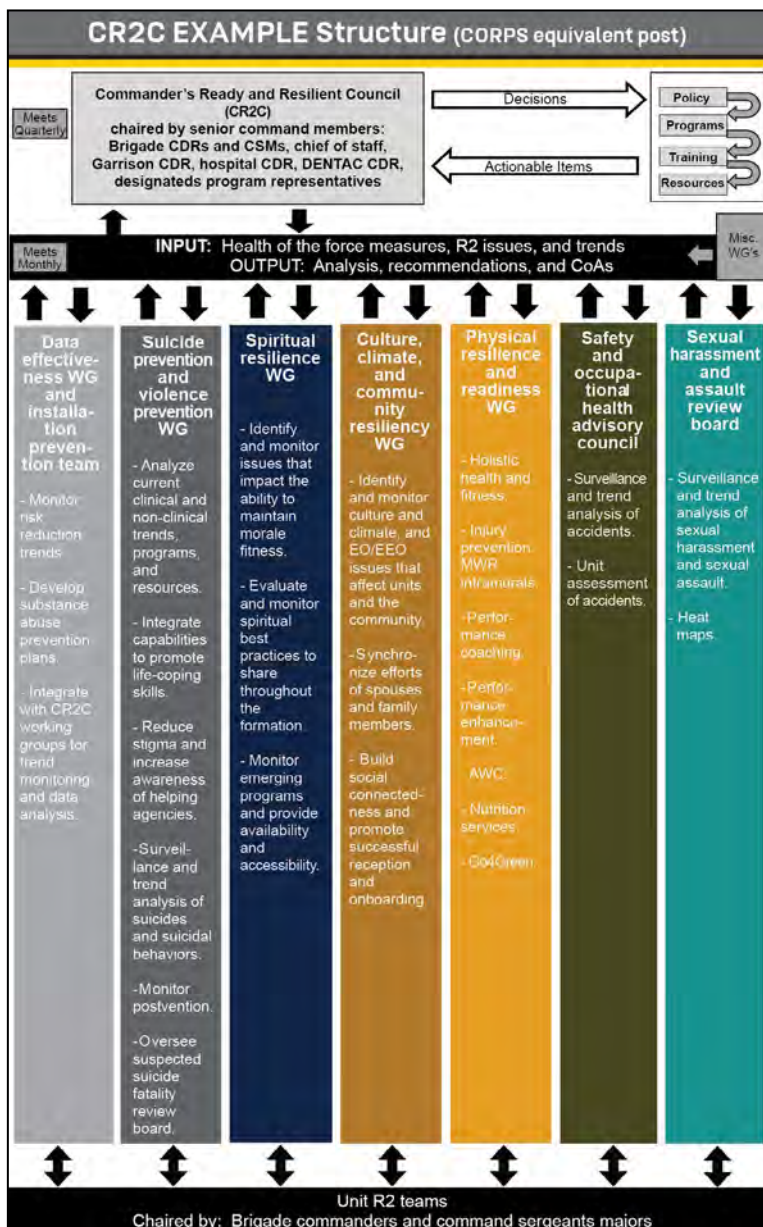 CR2C EXAMPLE Structure (CORPS equivalent post)
Meets
Quarterly
Commander's Ready and Resilient Council
(CR2C)
chaired by senior command members:
Brigade CDRs and CSMs, chief of staff,
Garrison CDR, hospital CDR, DENTAC CDR,
designateds program representatives
Decisions
Actionable Items
Policy
Programs
Training
Resources
Meets
Monthly
INPUT: Health of the force measures, R2 issues, and trends
OUTPUT: Analysis, recommendations, and CoAs
Misc.
WG's
Data
effective-
ness WG
and
installa-
tion
preven-
tion team
- Monitor
risk
reduction
trends
- Develop
substance
abuse
prevention
plans.
- Integrate
with CR2C
working
groups for
trend
monitoring
and data
analysis.
Suicide
prevention
and
violence
prevention
WG
- Analyze
current
clinical and
non-clinical
trends,
programs,
and
resources.
- Integrate
capabilities
to promote
life-coping
skills.
- Reduce
stigma and
increase
awareness
of helping
agencies.
-Surveil-
lance and
trend
analysis of
suicides
and suicidal
behaviors.
- Monitor
postvention.
-Oversee
suspected
suicide
fatality
review
board.
Spiritual
resilience
WG
- Identify
and monitor
issues that
impact the
ability to
maintain
morale
fitness.
- Evaluate
and monitor
spiritual
best
practices to
share
throughout
the
formation.
- Monitor
emerging
programs
and provide
availability
and
accessibility.
Culture,
climate,
and
commu-
nity
resiliency
WG
- Identify
and monitor
culture and
climate, and
EO/EEO
issues that
affect units
and the
community.
- Synchro-
nize efforts
of spouses
and family
members.
- Build
social
connected-
ness and
promote
successful
reception
and
onboarding
Physical
resilience
and
readiness
WG
- Holistic
health and
fitness.
- Injury
prevention
MWR
intramurals.
-Perfor-
mance
coaching.
-Perfor-
mance
enhance-
ment.
AWC.
- Nutrition
services
- Go4Green.
Safety
and
occupa-
tional
health
advisory
council
- Surveillance
and trend
analysis of
accidents.
- Unit
assessment
of accidents.
Sexual
harassment
and
assault
review
board
- Surveillance
and trend
analysis of
sexual
harassment
and sexual
assault.
- Heat
maps.
Unit R2 teams
Chaired by: Brigade commanders and command sergeants majors